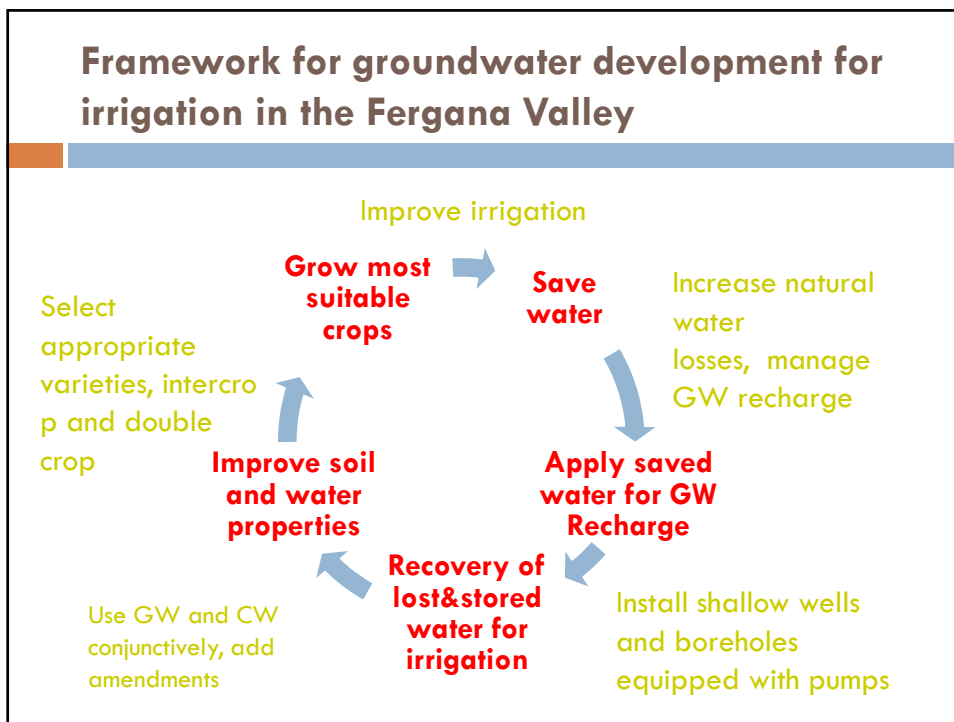 Framework for groundwater development for
irrigation in the Fergana Valley
Improve irrigation
Grow most
suitable
crops
Save
water
Increase natural
water
losses, manage
GW recharge
Select
appropriate
varieties, intercro
p and double
crop
Improve soil
and water
properties
Apply saved
water for GW
Recharge
Recovery of
lost&stored
water for
irrigation
Use GW and CW
conjunctively, add
amendments
Install shallow wells
and boreholes
equipped with pumps